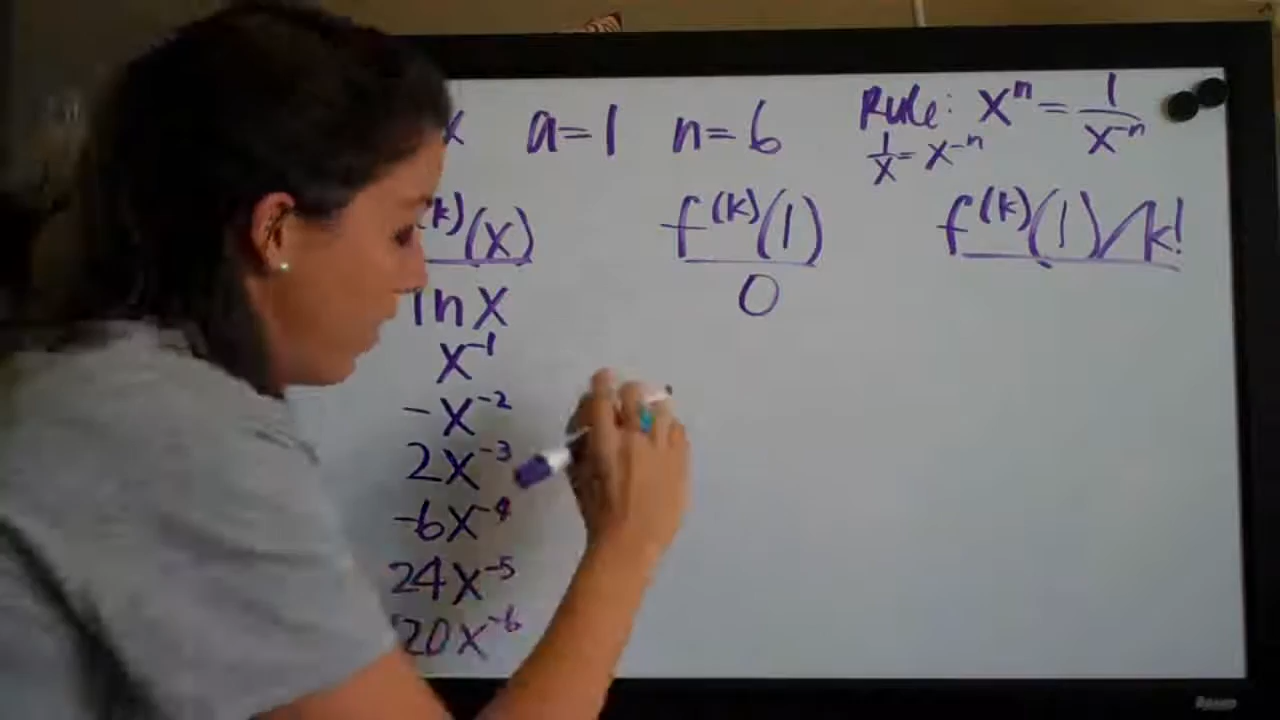 x a=1 n=6 Rule: xⁿ = 1/x⁻ⁿ
1/x = x⁻ⁿ
(k)(x) f⁽ᵏ⁾(1) f⁽ᵏ⁾(1)/k!
ln x 0
x⁻¹
-x⁻²
2x⁻³
-6x⁻⁴
24x⁻⁵
20x⁻⁶